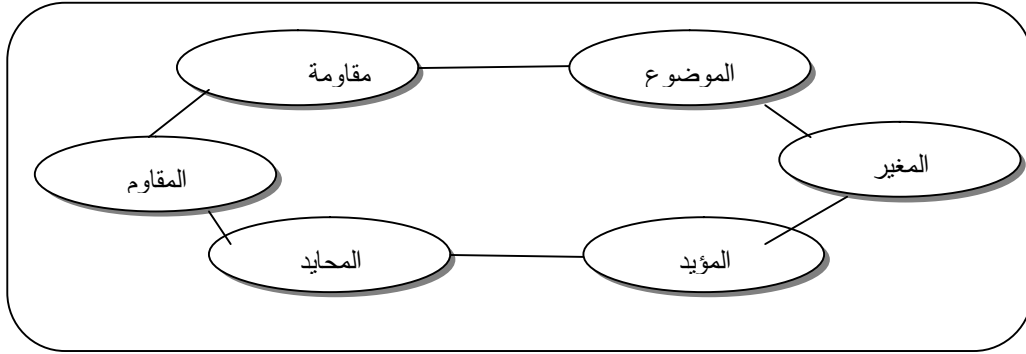 الموضوع
مقاومة
المغير
المقاوم
المؤيد
المحايد